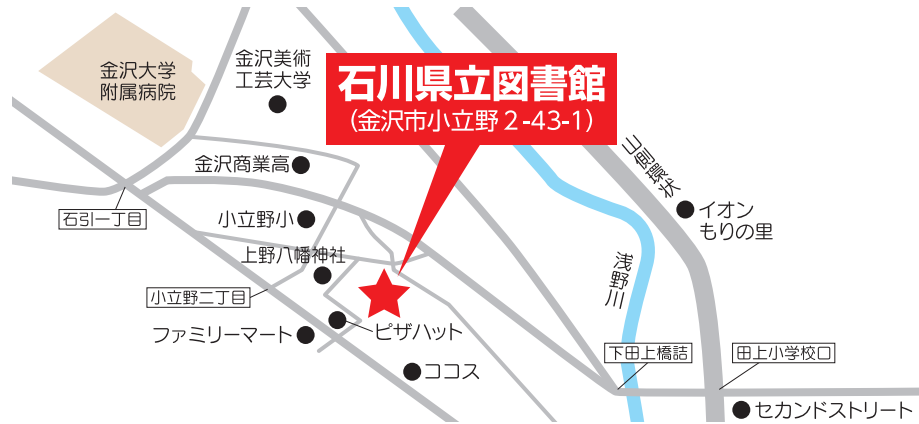 金沢大学
附属病院
金沢美術
工芸大学
石川県立図書館
(金沢市小立野2-43-1)
金沢商業高
山側環状
石引一丁目
小立野小
イオン
もりの里
上野八幡神社
浅野川
小立野二丁目
ファミリーマート
ピザハット
下田上橋詰
田上小学校口
ココス
セカンドストリート